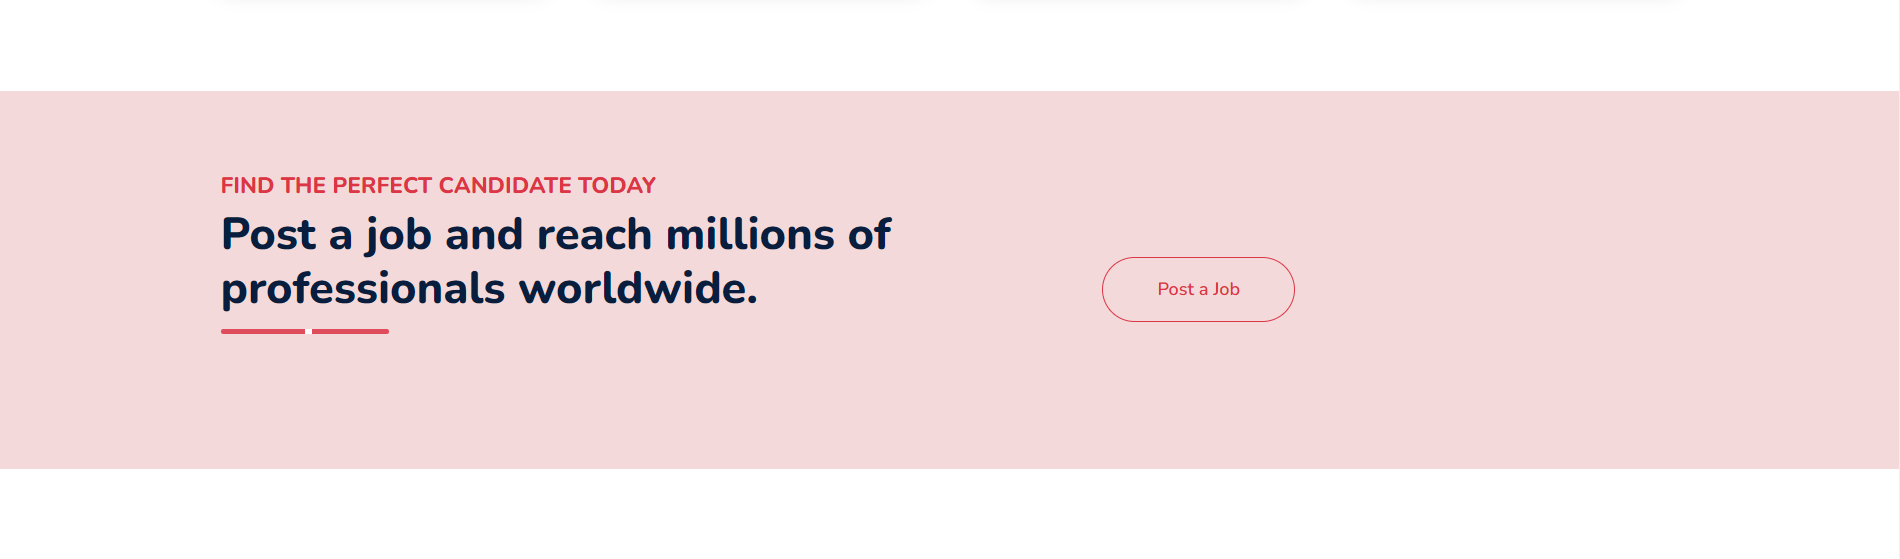 FIND THE PERFECT CANDIDATE TODAY
Post a job and reach millions of
professionals worldwide.
Post a Job